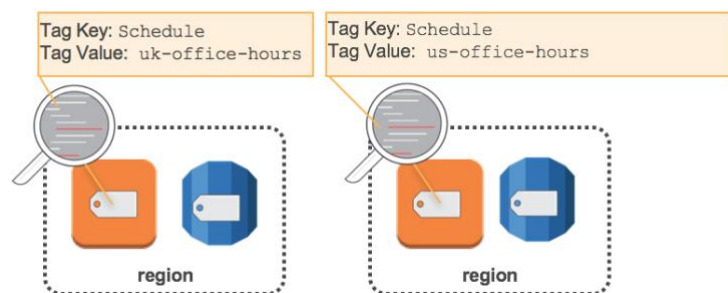 Tag Key: Schedule
Tag Value: uk-office-hours
Tag Key: Schedule
Tag Value: us-office-hours
region
region